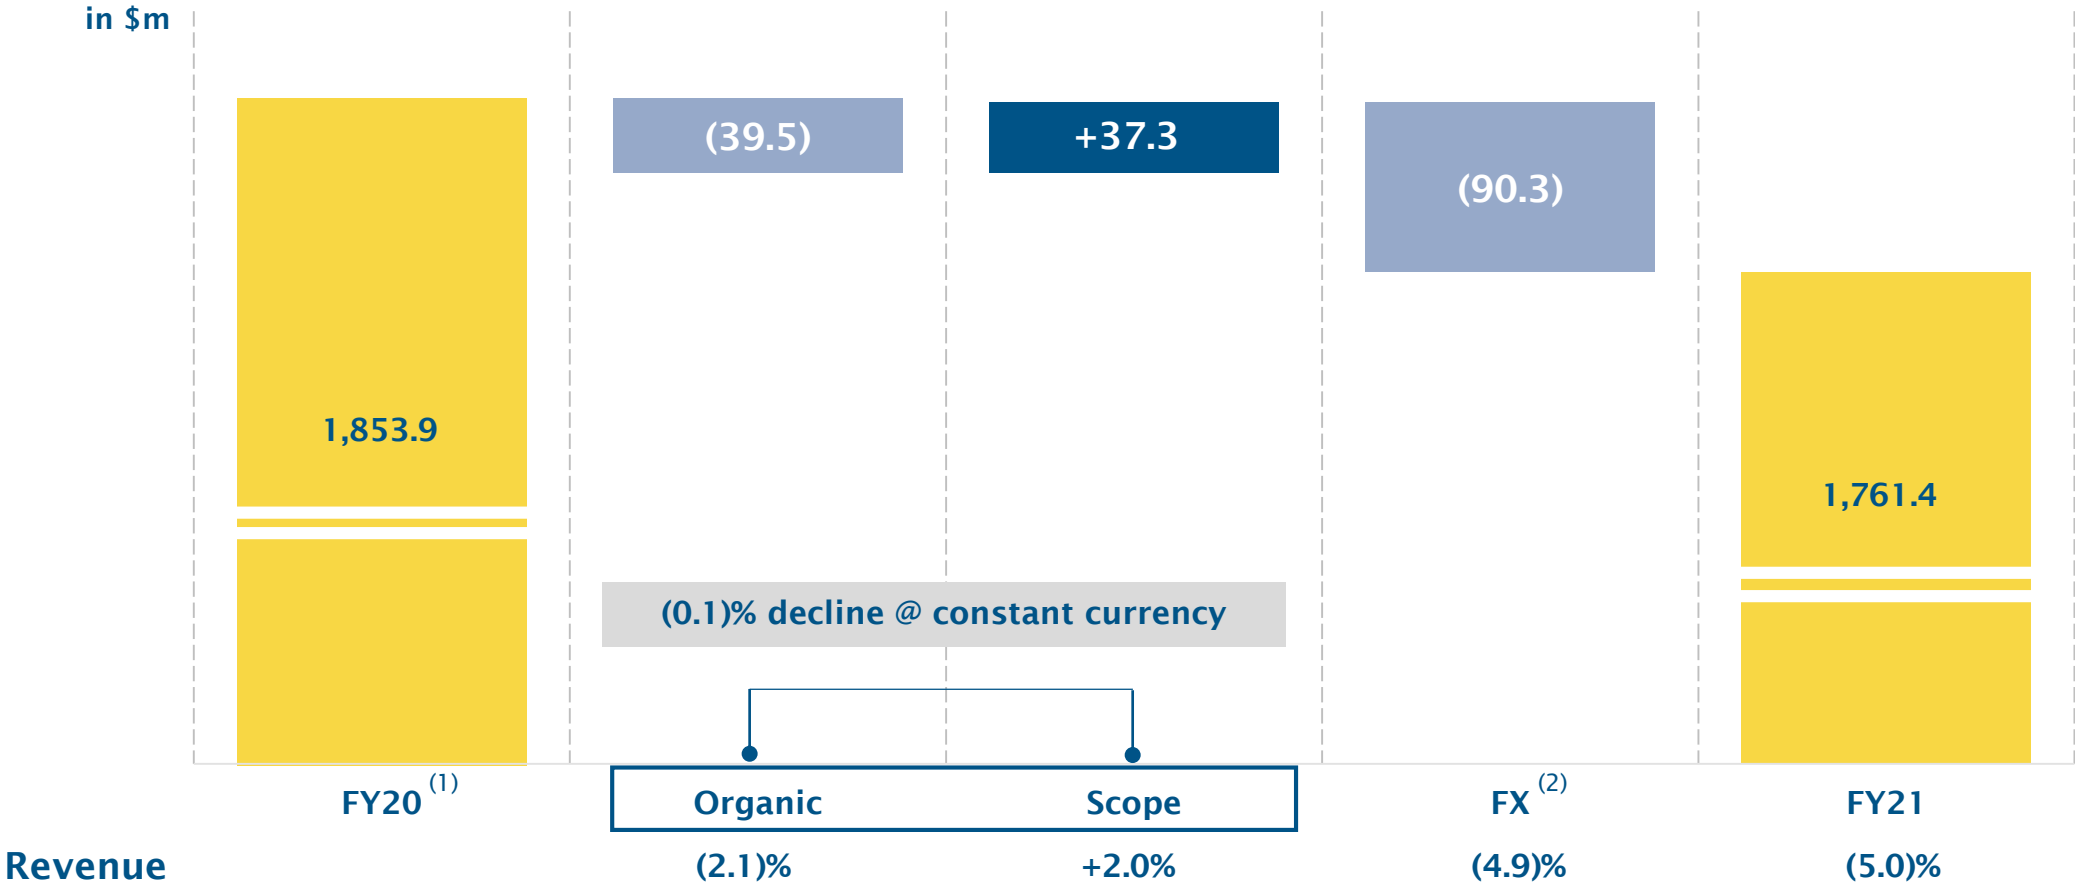 in $m
(39.5)
+37.3
(90.3)
1,853.9
1,761.4
(0.1)% decline @ constant currency
FY20 (1) Organic Scope FX (2) FY21
Revenue (2.1)% +2.0% (4.9)% (5.0)%